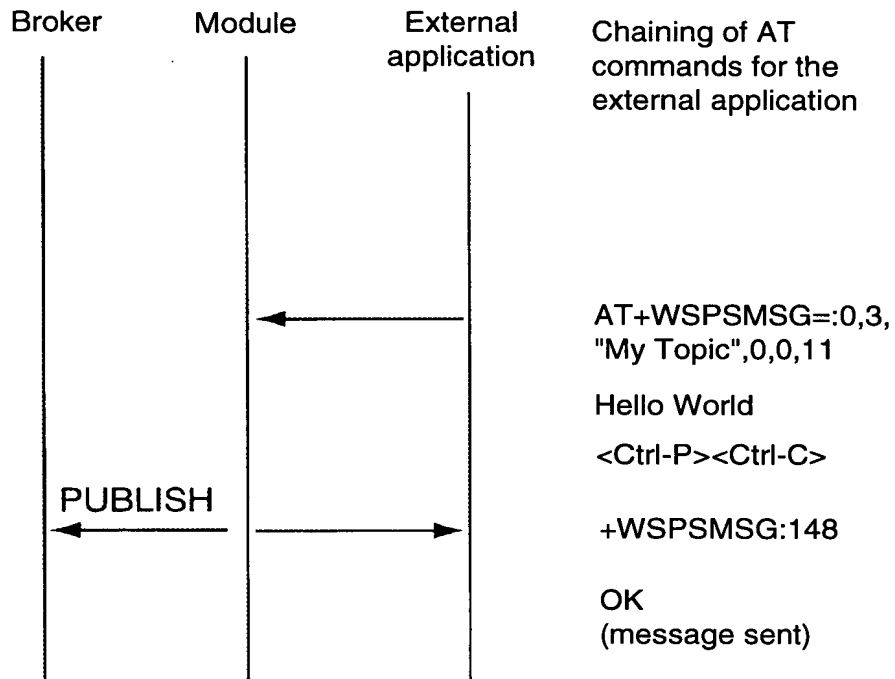 Broker
Module
External
application
Chaining of AT
commands for the
external application
AT+WSPSMSG=:0,3,
"My Topic",0,0,11
Hello World
<Ctrl-P><Ctrl-C>
PUBLISH
+WSPSMSG:148
OK
(message sent)